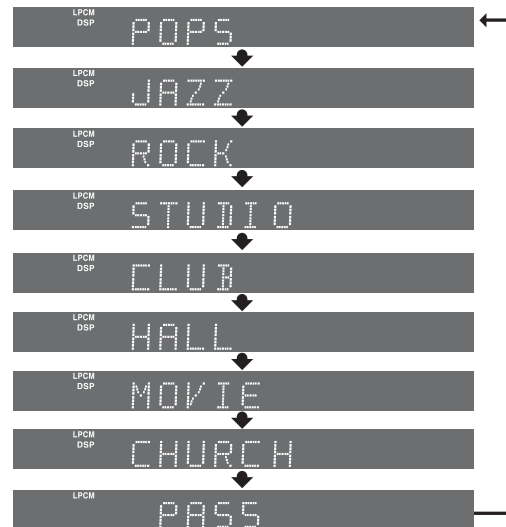 LPCM
DSP
POPS
LPCM
DSP
JAZZ
LPCM
DSP
ROCK
LPCM
DSP
STUDIO
LPCM
DSP
CLUB
LPCM
DSP
HALL
LPCM
DSP
MOVIE
LPCM
DSP
CHURCH
LPCM
PASS